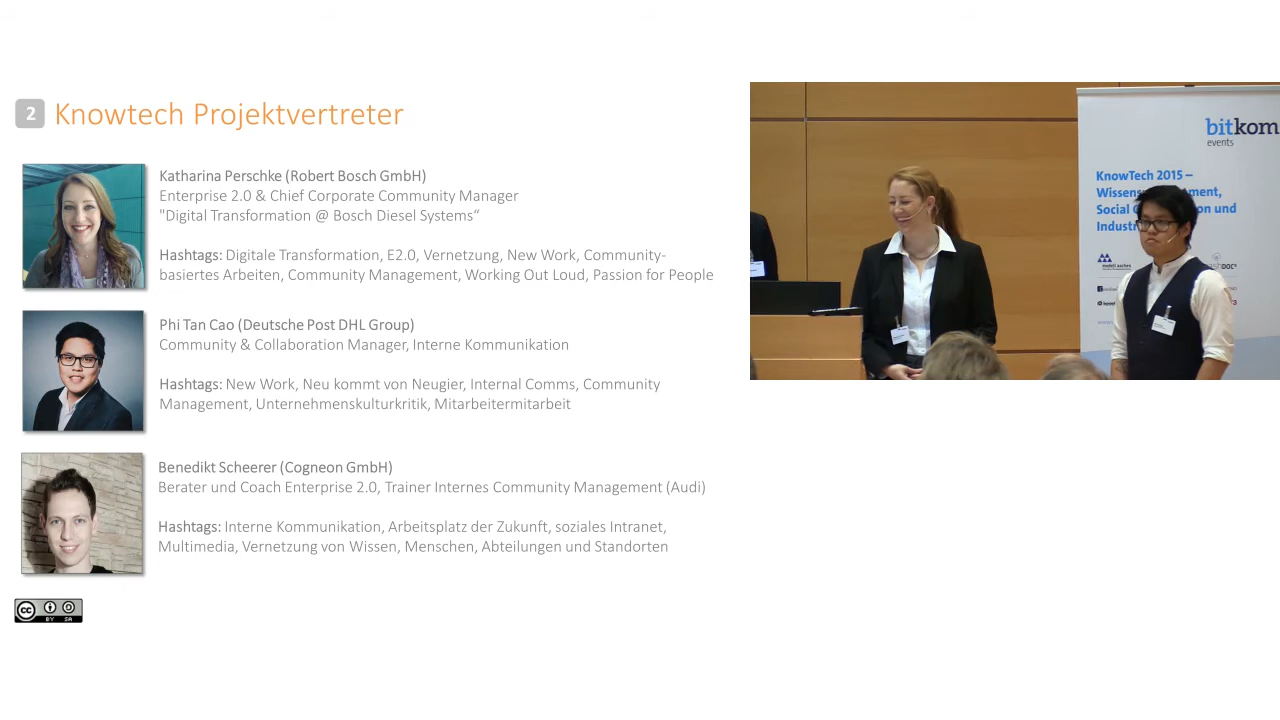 2 Knowtech Projektvertreter
Katharina Perschke (Robert Bosch GmbH)
Enterprise 2.0 & Chief Corporate Community Manager
"Digital Transformation @ Bosch Diesel Systems“
Hashtags: Digitale Transformation, E2.0, Vernetzung, New Work, Community-
basiertes Arbeiten, Community Management, Working Out Loud, Passion for People
Phi Tan Cao (Deutsche Post DHL Group)
Community & Collaboration Manager, Interne Kommunikation
Hashtags: New Work, Neu kommt von Neugier, Internal Comms, Community
Management, Unternehmenskulturkritik, Mitarbeitermitarbeit
Benedikt Scheerer (Cogneon GmbH)
Berater und Coach Enterprise 2.0, Trainer Internes Community Management (Audi)
Hashtags: Interne Kommunikation, Arbeitsplatz der Zukunft, soziales Intranet,
Multimedia, Vernetzung von Wissen, Menschen, Abteilungen und Standorten
cc BY SA
bitkom
events
KnowTech 2015 –
Social und